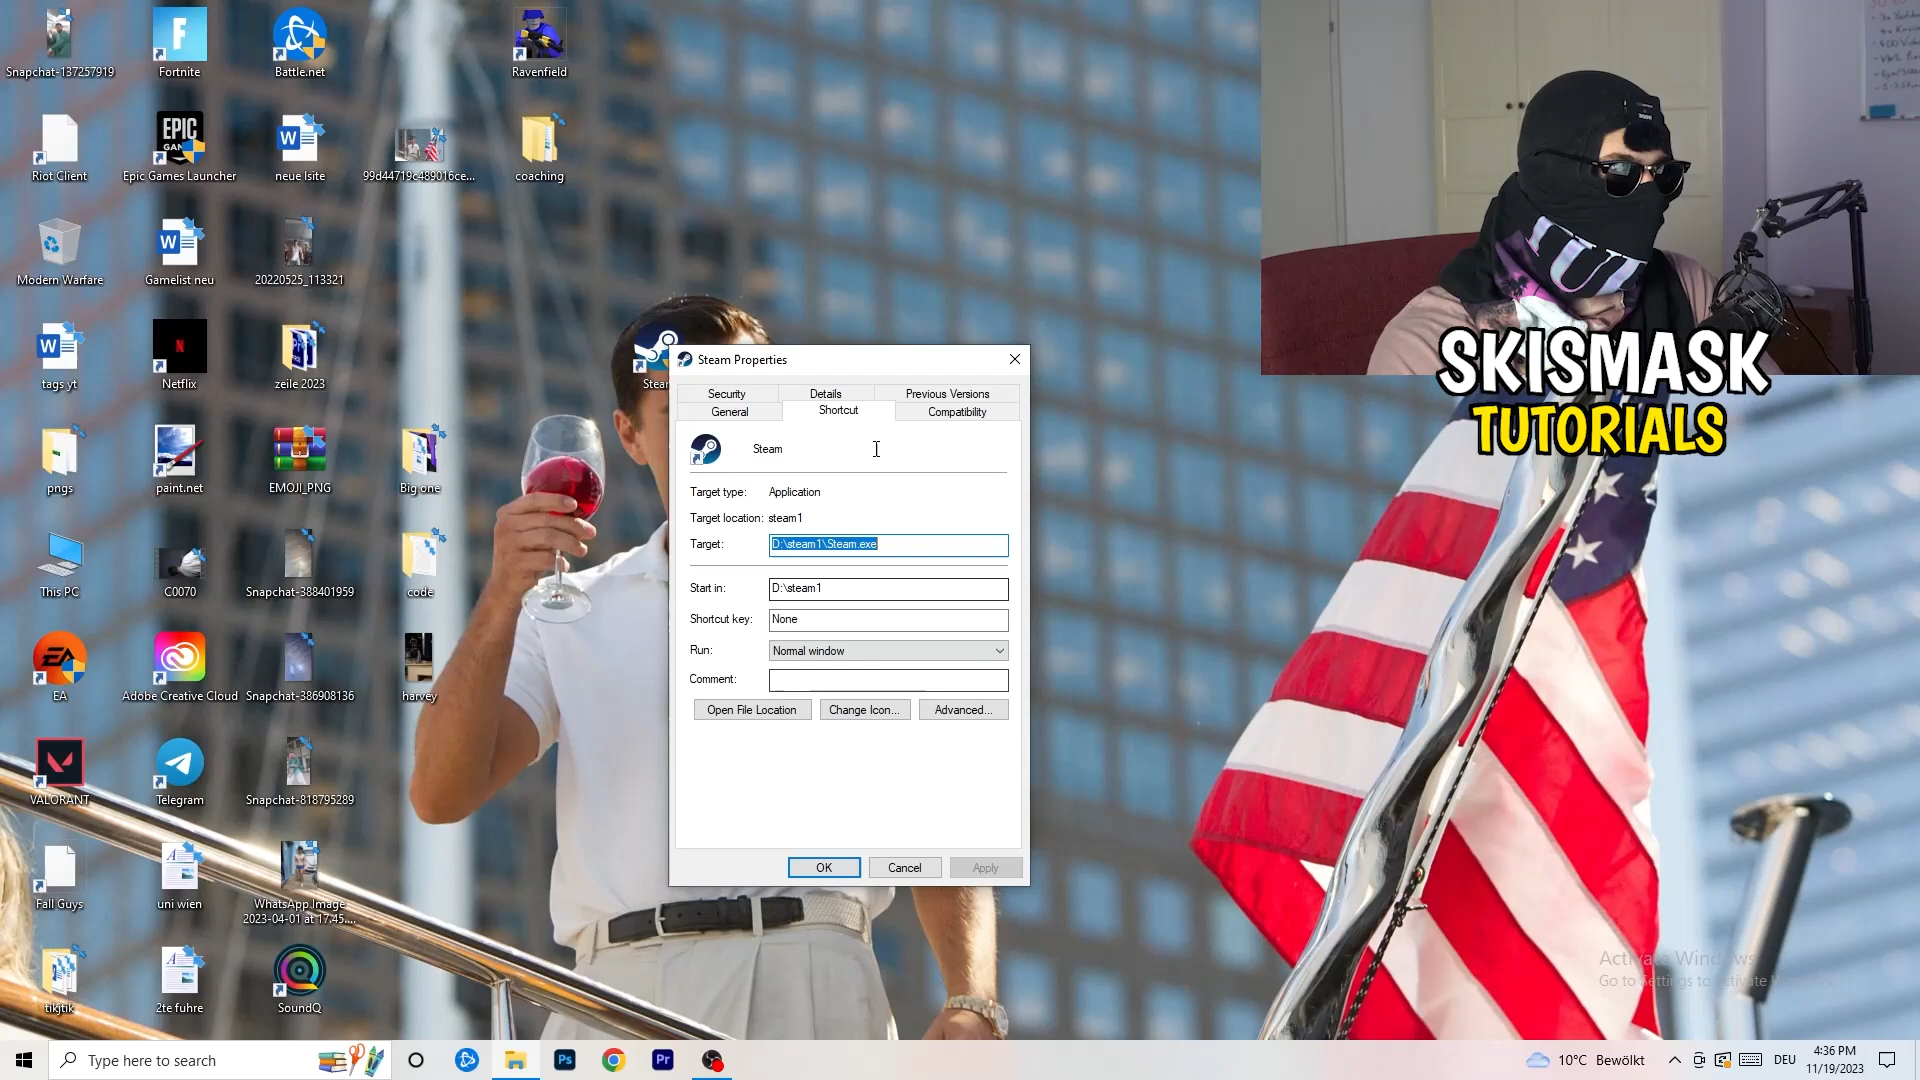 Snapchat-137257919
Fortnite
Battle.net
Ravenfield
Riot Client
EPIC
Epic Games Launcher
neue lsite
99d44719c489016ce...
coaching
Modern Warfare
Gamelist neu
20220525_113321
tags yt
Netflix
zeile 2023
Steam
pngs
paint.net
EMOJI_PNG
Big one
This PC
C0070
Snapchat-388401959
code
EA
Adobe Creative Cloud
Snapchat-386908136
harvey
VALORANT
Telegram
Snapchat-818795289
Fall Guys
uni wien
WhatsApp Image
2023-04-01 at 17.45....
tikjtik
2te fuhre
SoundQ
Steam Properties
Security
Details
Previous Versions
General
Shortcut
Compatibility
Steam
Target type: Application
Target location: steam1
Target: D:\steam1\Steam.exe
Start in: D:\steam1
Shortcut key: None
Run: Normal window
Comment:
Open File Location
Change Icon...
Advanced...
OK
Cancel
Apply
SKISMASK
TUTORIALS
Type here to search
Ps
Pr
10°C Bewölkt
DEU
4:36 PM
11/19/2023